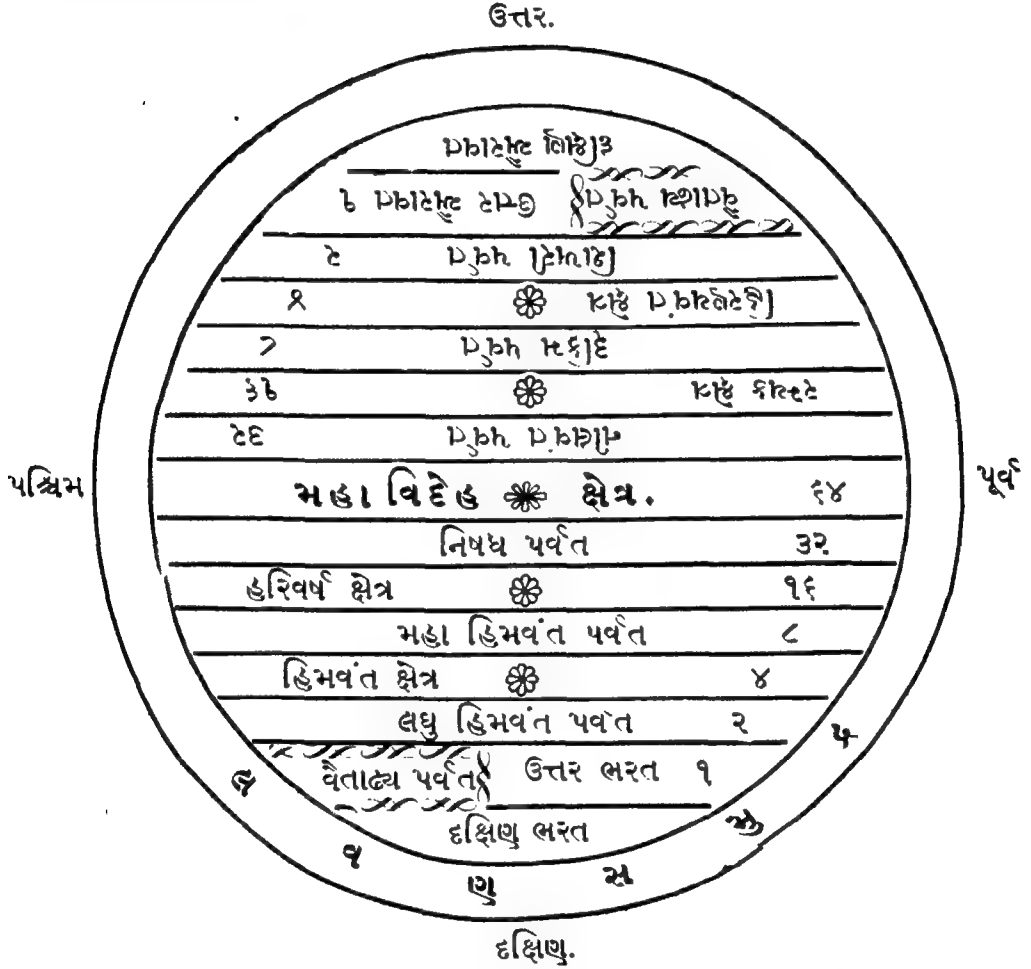 ઉત્તર.
દક્ષિણ ઐરાવત
વૈતાઢ્ય પર્વત ઉત્તર ઐરાવત ૧
શિખરી પર્વત ૨
હિરણ્યવંત ક્ષેત્ર ૪
રૂકિમ પર્વત ૮
રમ્યક ક્ષેત્ર ૧૬
નીલવંત પર્વત ૩૨
પશ્ચિમ
મહા વિદેહ ક્ષેત્ર. ૬૪
પૂર્વ
નિષધ પર્વત ૩૨
હરિવર્ષ ક્ષેત્ર ૧૬
મહા હિમવંત પર્વત ૮
હિમવંત ક્ષેત્ર ૪
લઘુ હિમવંત પર્વત ૨
વૈતાઢ્ય પર્વત ઉત્તર ભરત ૧
દક્ષિણ ભરત
લવણ સમુદ્ર
દક્ષિણ.